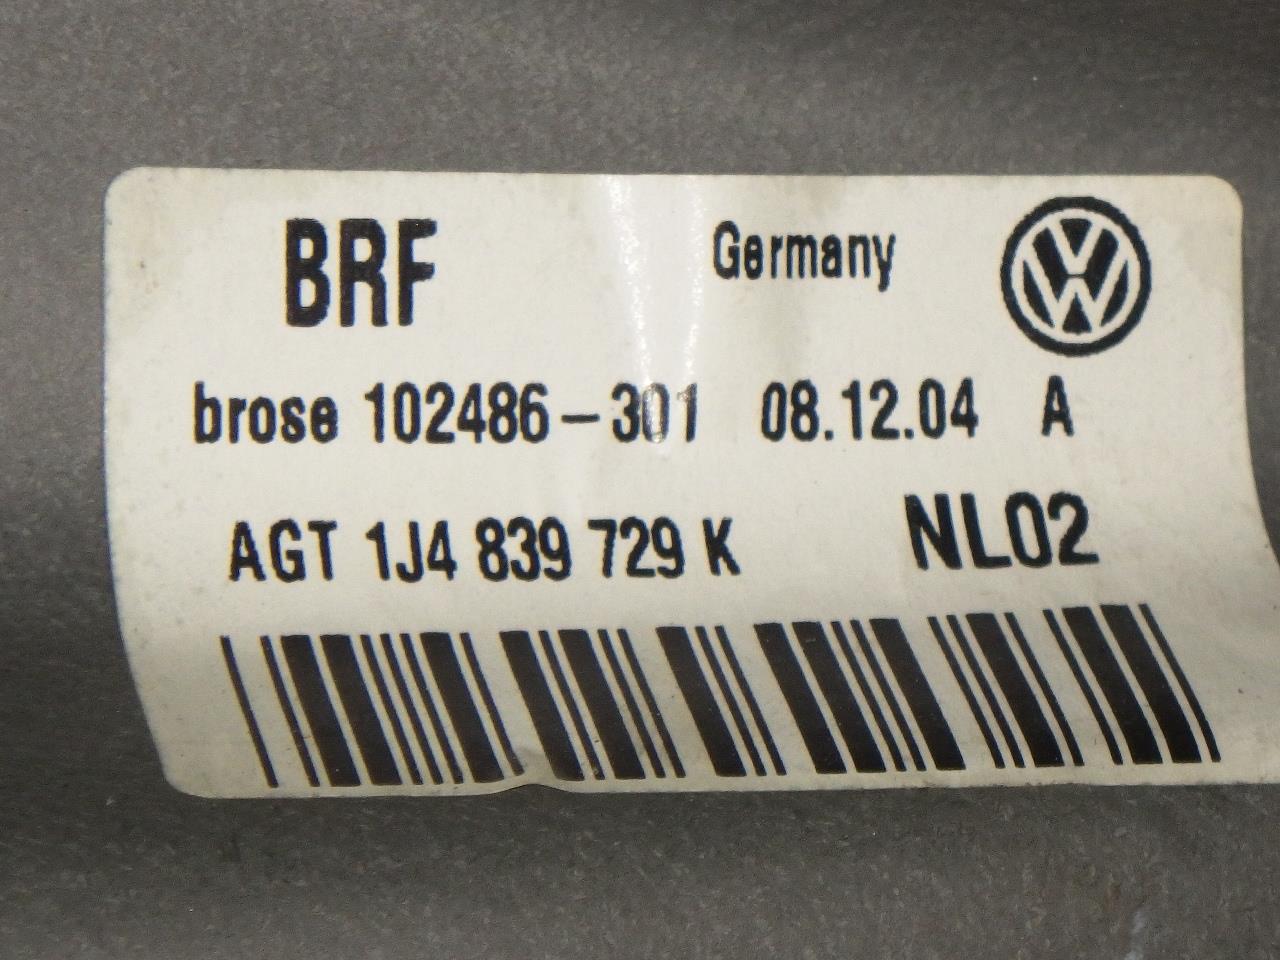 BRF Germany
brose 102486-301 08.12.04 A
AGT 1J4 839 729 K NL02